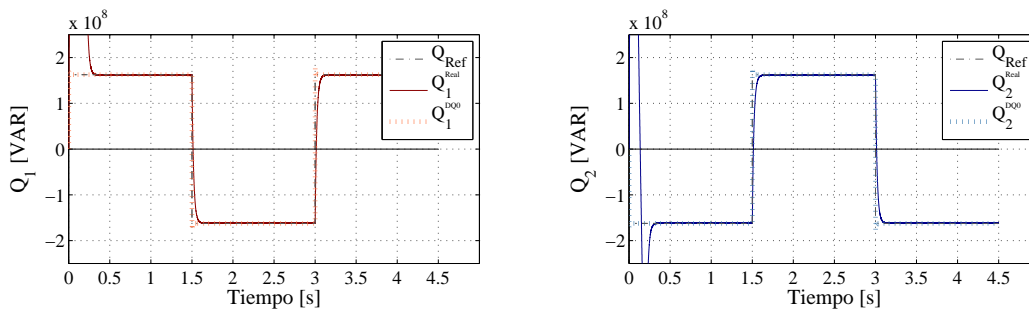 x 10^8
2
1
0
−1
−2
Q_1 [VAR]
0 0.5 1 1.5 2 2.5 3 3.5 4 4.5
Tiempo [s]
Q_Ref
Q_1^Real
Q_1^DQ0
x 10^8
2
1
0
−1
−2
Q_2 [VAR]
0 0.5 1 1.5 2 2.5 3 3.5 4 4.5
Tiempo [s]
Q_Ref
Q_2^Real
Q_2^DQ0